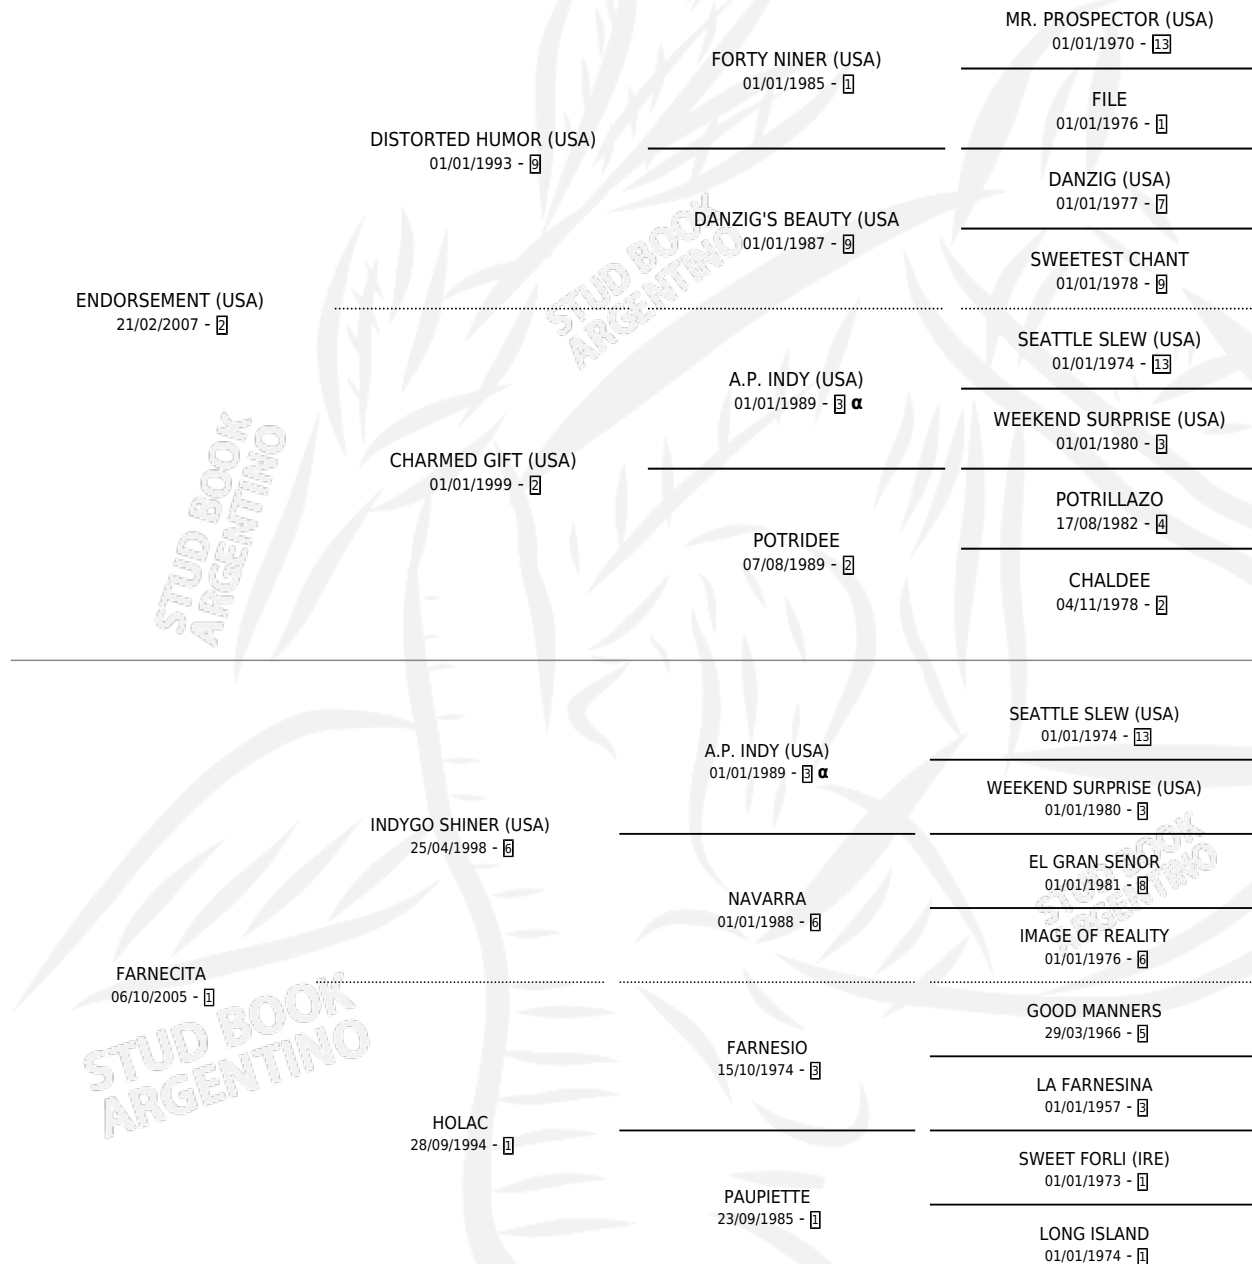 MR. PROSPECTOR (USA)
01/01/1970 - 13
FORTY NINER (USA)
01/01/1985 - 1
FILE
01/01/1976 - 1
DISTORTED HUMOR (USA)
01/01/1993 - 9
DANZIG (USA)
01/01/1977 - 7
DANZIG'S BEAUTY (USA
01/01/1987 - 9
SWEETEST CHANT
01/01/1978 - 9
ENDORSEMENT (USA)
21/02/2007 - 2
SEATTLE SLEW (USA)
01/01/1974 - 13
A.P. INDY (USA)
01/01/1989 - 3 α
WEEKEND SURPRISE (USA)
01/01/1980 - 3
CHARMED GIFT (USA)
01/01/1999 - 2
POTRILLAZO
17/08/1982 - 4
POTRIDEE
07/08/1989 - 2
CHALDEE
04/11/1978 - 2
STUD BOOK
ARGENTINO
STUD BOOK
ARGENTINO
SEATTLE SLEW (USA)
01/01/1974 - 13
A.P. INDY (USA)
01/01/1989 - 3 α
WEEKEND SURPRISE (USA)
01/01/1980 - 3
INDYGO SHINER (USA)
25/04/1998 - 6
EL GRAN SENOR
01/01/1981 - 8
NAVARRA
01/01/1988 - 6
IMAGE OF REALITY
01/01/1976 - 6
FARNECITA
06/10/2005 - 1
GOOD MANNERS
29/03/1966 - 5
FARNESIO
15/10/1974 - 3
LA FARNESINA
01/01/1957 - 3
HOLAC
28/09/1994 - 1
SWEET FORLI (IRE)
01/01/1973 - 1
PAUPIETTE
23/09/1985 - 1
LONG ISLAND
01/01/1974 - 1
STUD BOOK
ARGENTINO
STUD BOOK
ARGENTINO